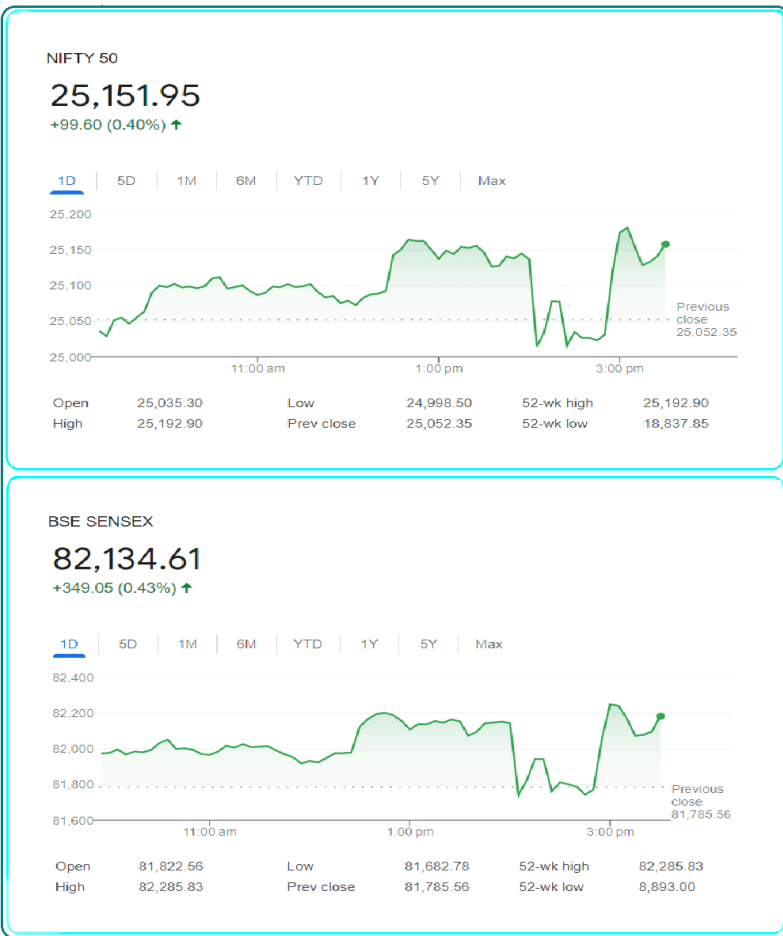 NIFTY 50
25,151.95
+99.60 (0.40%) ↑
1D 5D 1M 6M YTD 1Y 5Y Max
25,200
25,150
25,100
25,050
25,000
Previous
close
25,052.35
11:00 am 1:00 pm 3:00 pm
Open 25,035.30 Low 24,998.50 52-wk high 25,192.90
High 25,192.90 Prev close 25,052.35 52-wk low 18,837.85
BSE SENSEX
82,134.61
+349.05 (0.43%) ↑
1D 5D 1M 6M YTD 1Y 5Y Max
82,400
82,200
82,000
81,800
81,600
Previous
close
81,785.56
11:00 am 1:00 pm 3:00 pm
Open 81,822.56 Low 81,682.78 52-wk high 82,285.83
High 82,285.83 Prev close 81,785.56 52-wk low 8,893.00